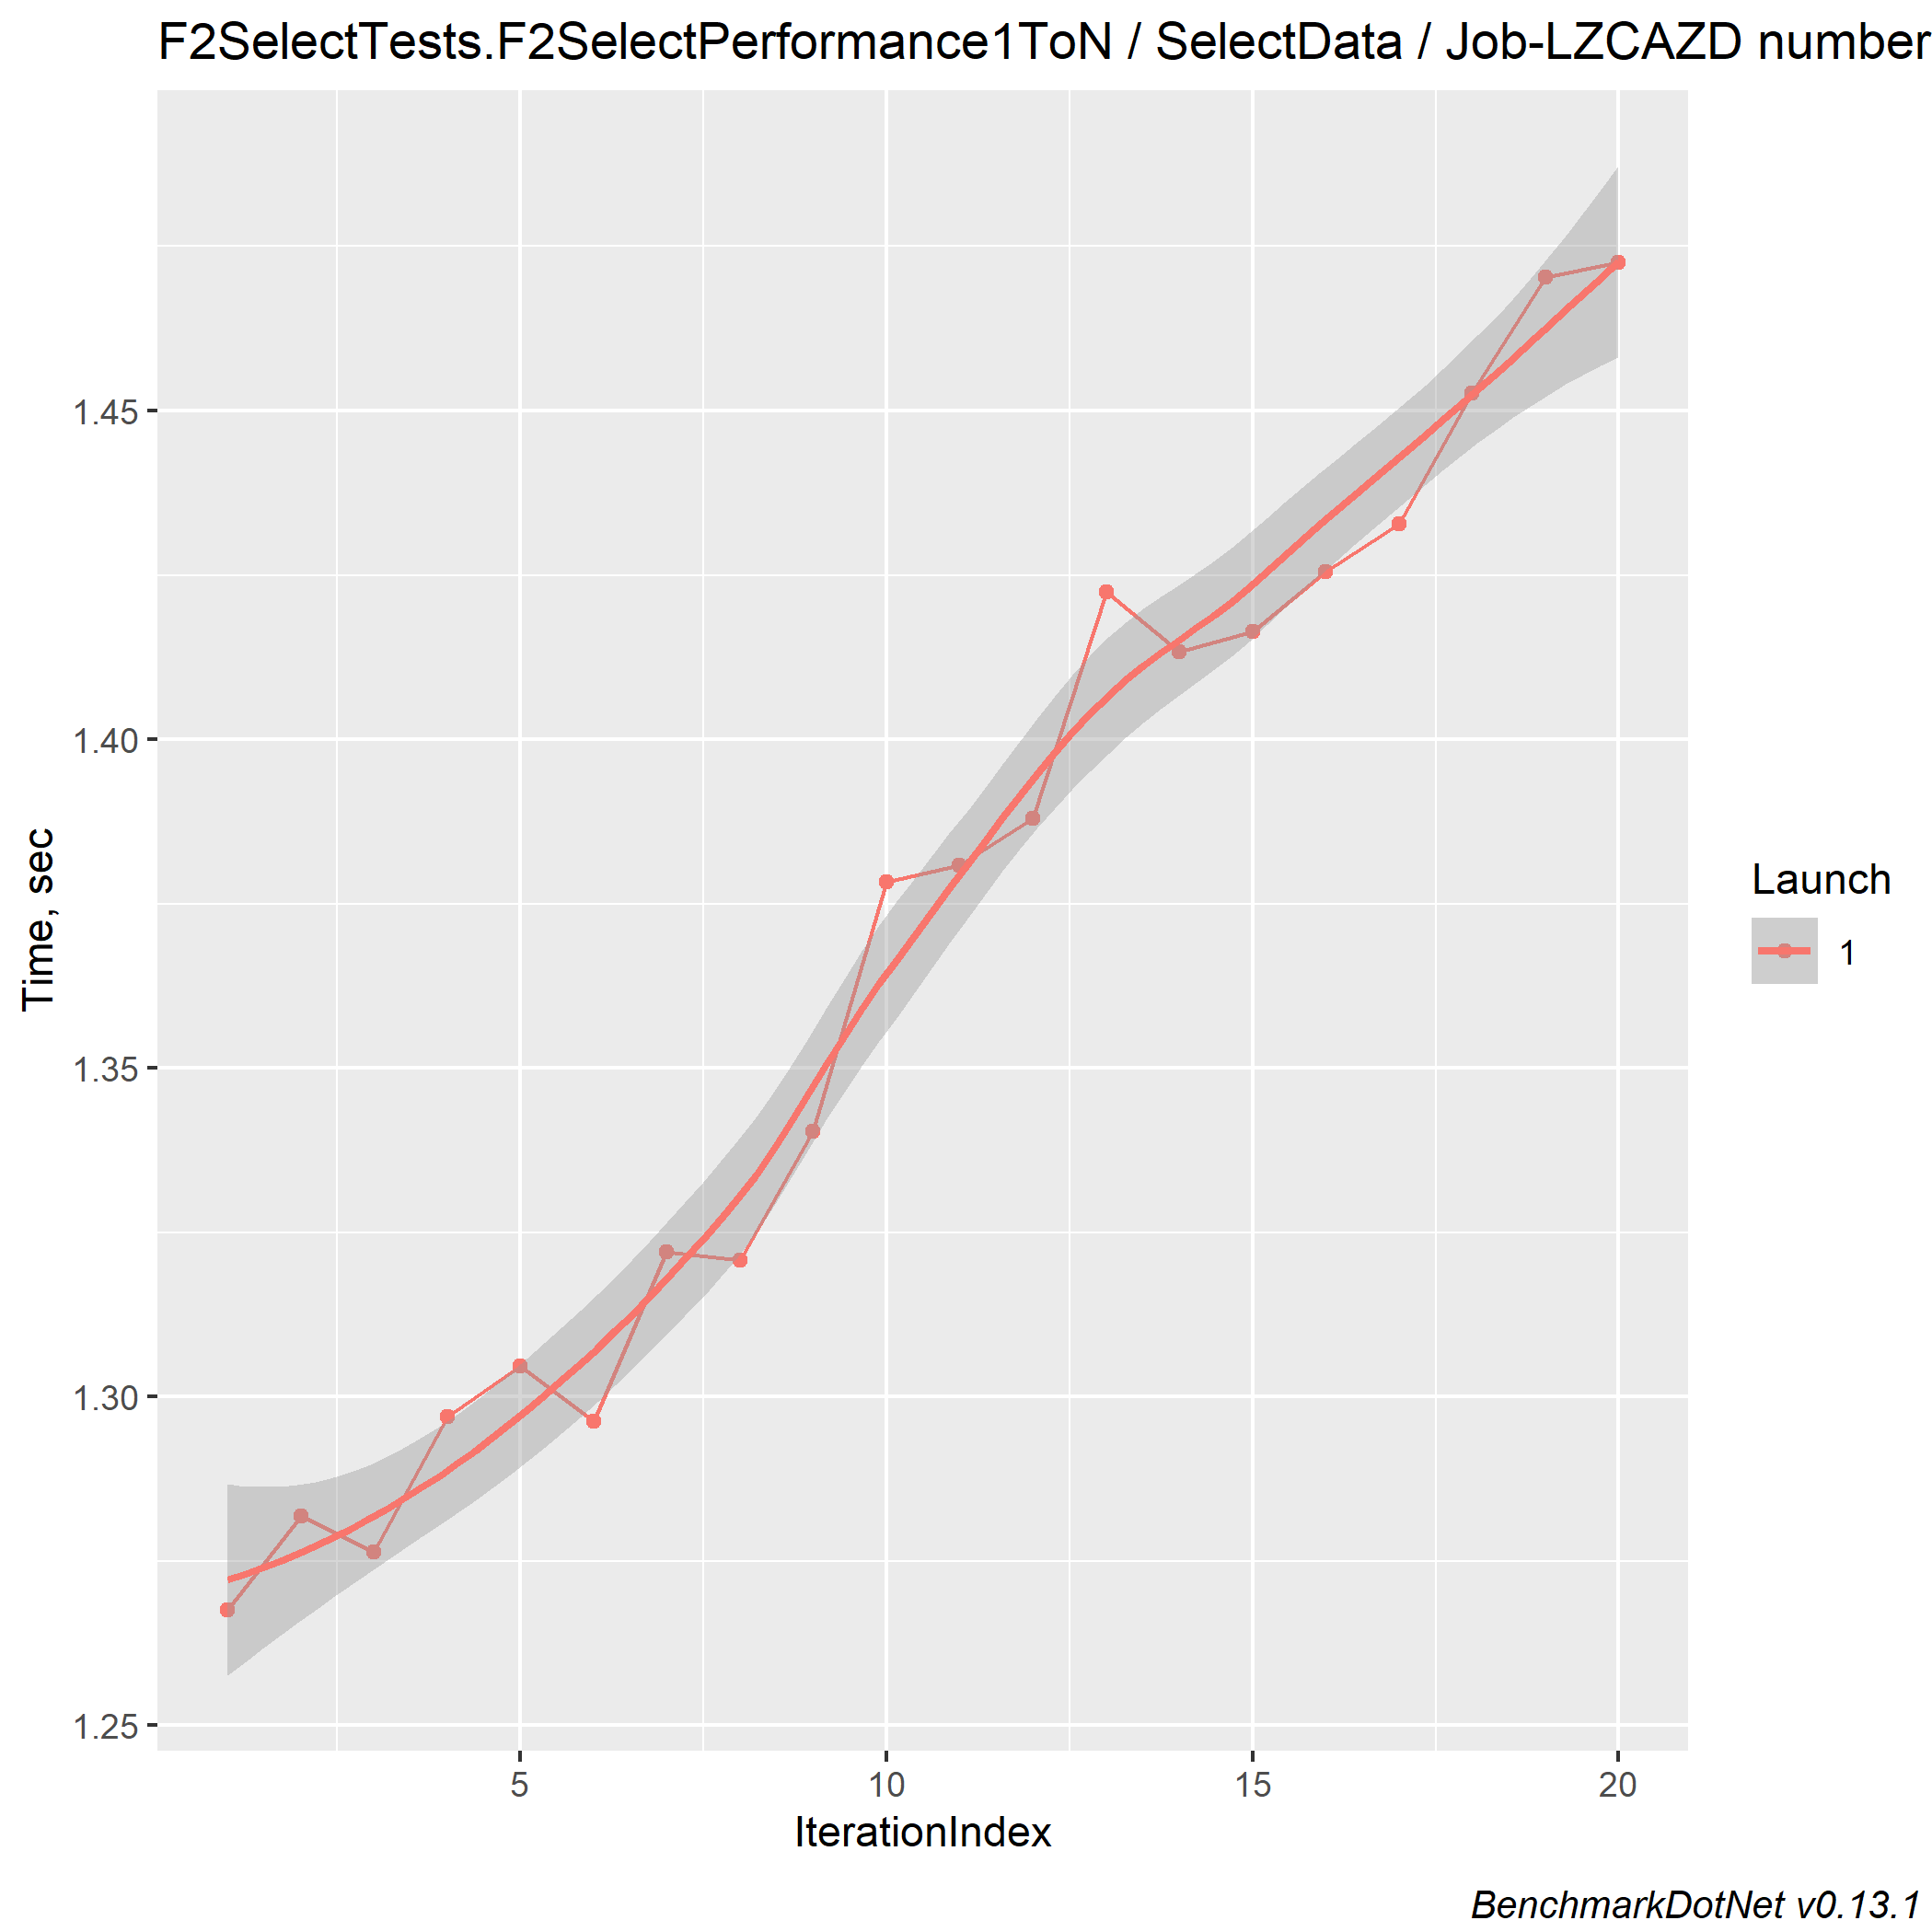 F2SelectTests.F2SelectPerformance1ToN / SelectData / Job-LZCAZD number
1.45
1.40
1.35
1.30
1.25
Time, sec
5 10 15 20
IterationIndex
Launch
1
BenchmarkDotNet v0.13.1